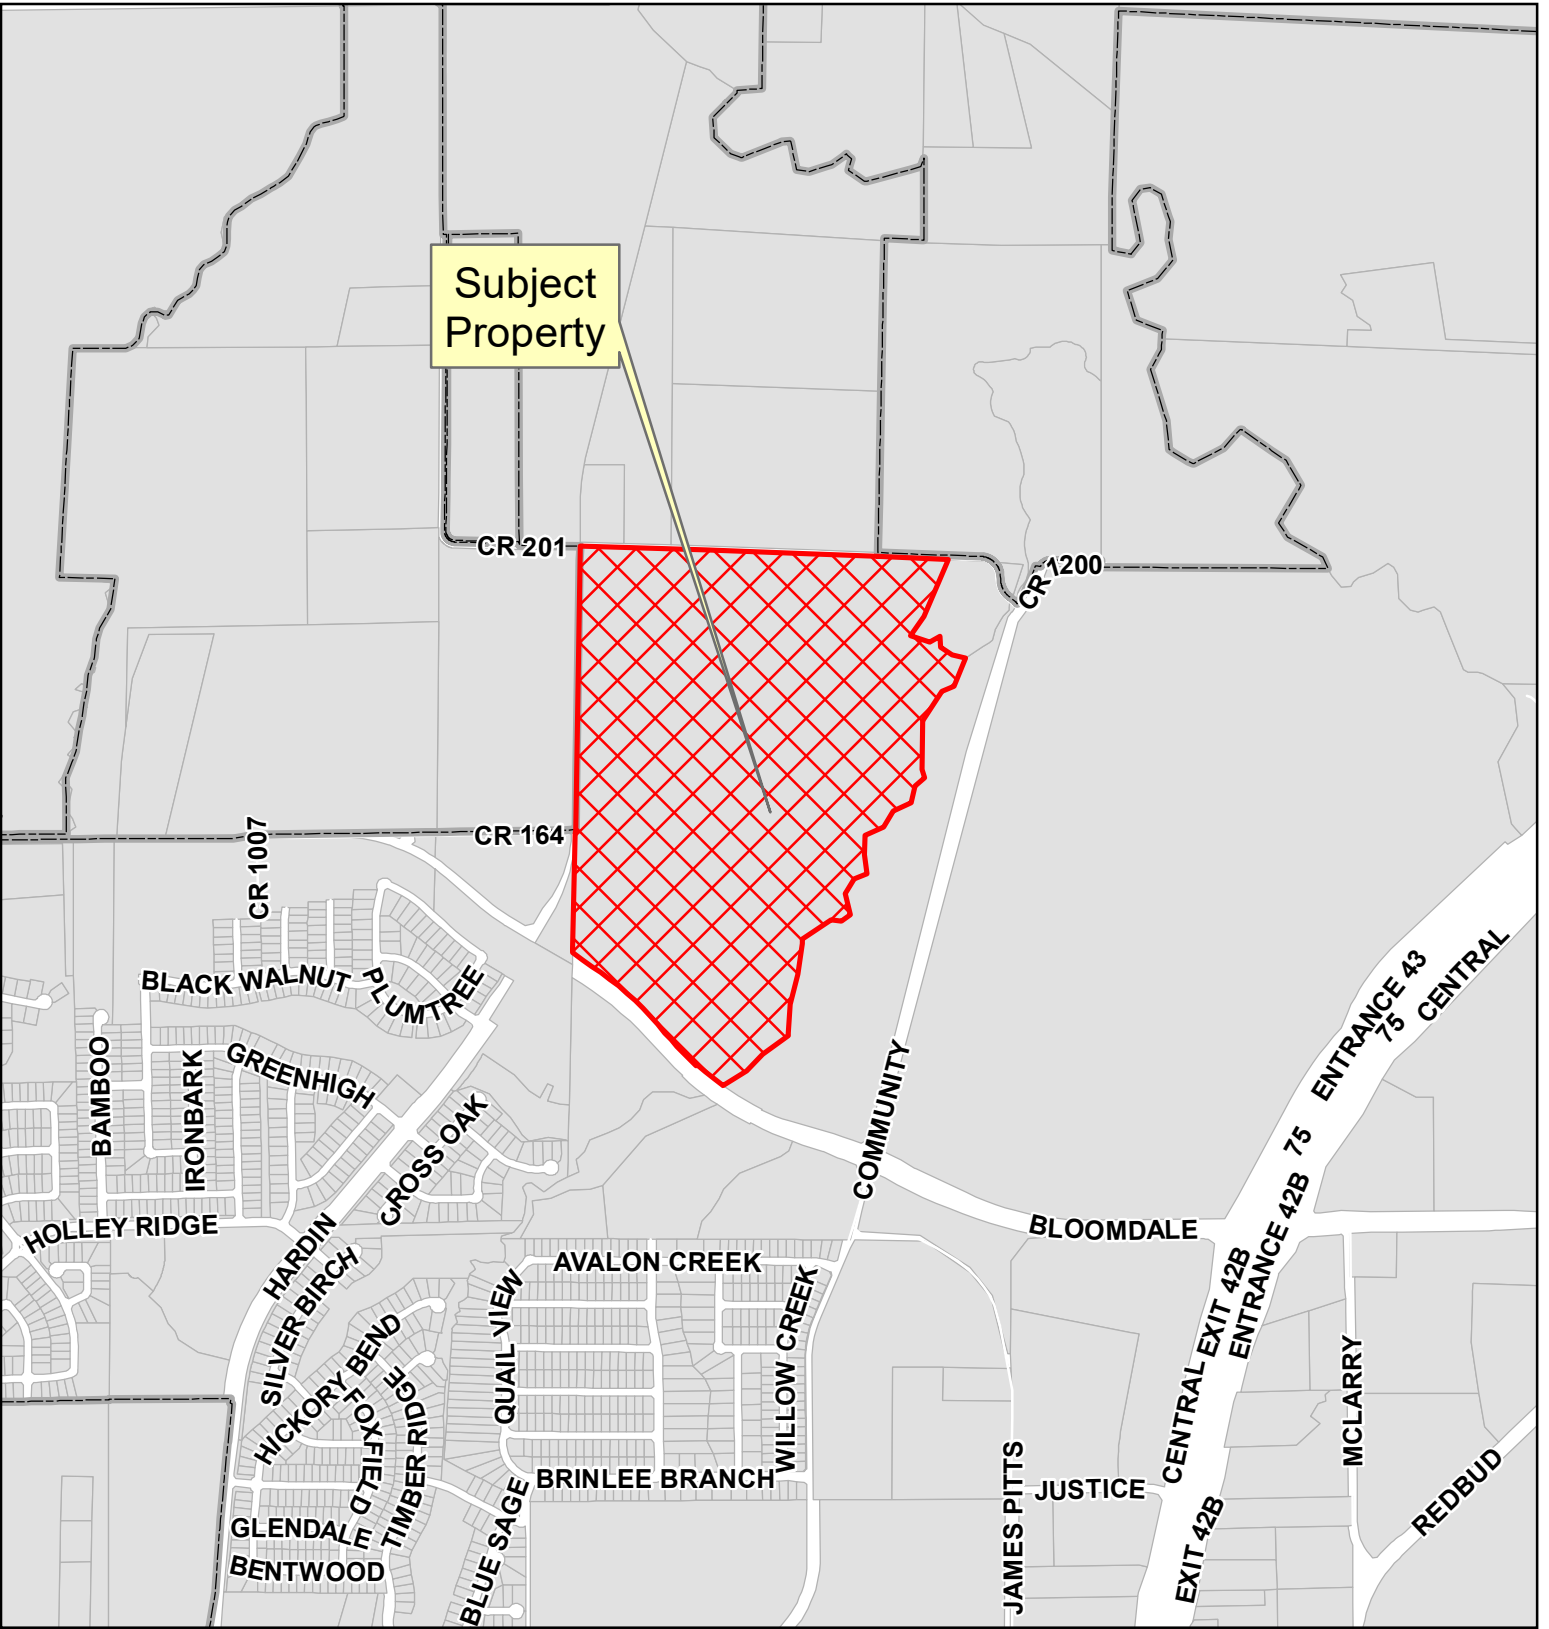 Subject
Property
CR 201
CR 1200
CR 164
CR 1007
BLACK WALNUT
PLUMTREE
ENTRANCE 43
75
CENTRAL
BAMBOO
IRONBARK
GREENHIGH
CROSS OAK
COMMUNITY
75
HOLLEY RIDGE
HARDIN
SILVER BIRCH
AVALON CREEK
BLOOMDALE
ENTRANCE 42B
EXIT 42B
QUAIL VIEW
WILLOW CREEK
HICKORY BEND
FOXFIELD
TIMBER RIDGE
CENTRAL
MCLARRY
BRINLEE BRANCH
JAMES PITTS
JUSTICE
REDBUD
GLENDALE
BENTWOOD
BLUE SAGE
EXIT 42B